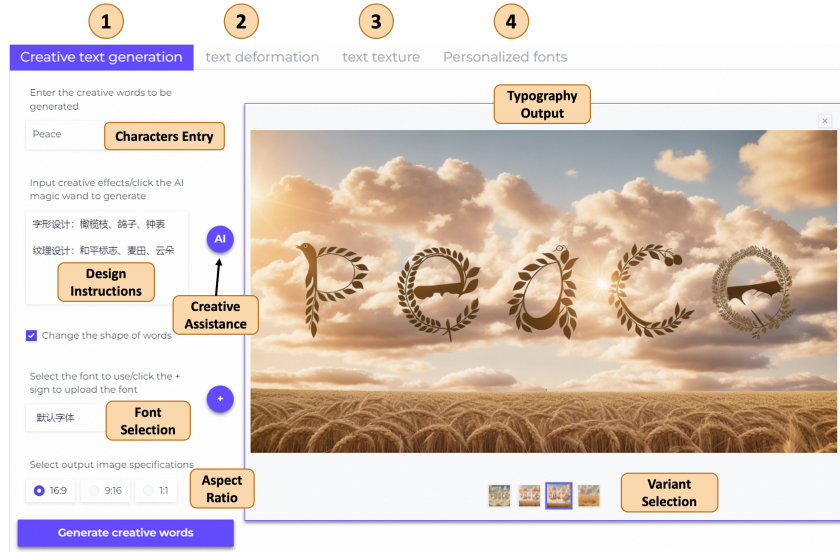 1
2
3
4
Creative text generation
text deformation
text texture
Personalized fonts
Enter the creative words to be
generated
Peace
Characters Entry
Input creative effects/click the AI
magic wand to generate
字形设计：橄榄枝、鸽子、钟表
纹理设计：和平标志、麦田、云朵
Design
Instructions
AI
Creative
Assistance
Change the shape of words
Select the font to use/click the +
sign to upload the font
默认字体
Font
Selection
+
Select output image specifications
16:9
9:16
1:1
Aspect
Ratio
Generate creative words
Typography
Output
×
Peace
Variant
Selection